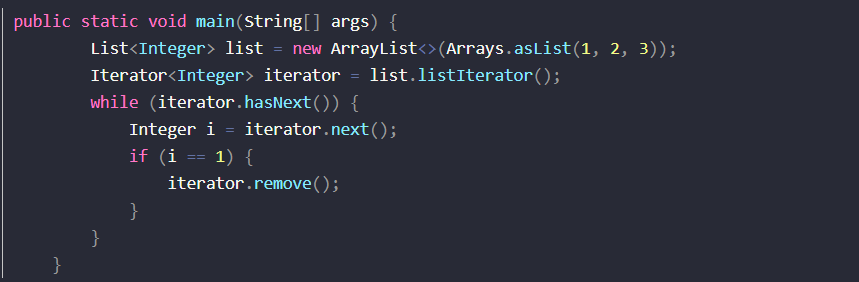 public static void main(String[] args) {
        List<Integer> list = new ArrayList<>(Arrays.asList(1, 2, 3));
        Iterator<Integer> iterator = list.listIterator();
        while (iterator.hasNext()) {
            Integer i = iterator.next();
            if (i == 1) {
                iterator.remove();
            }
        }
    }